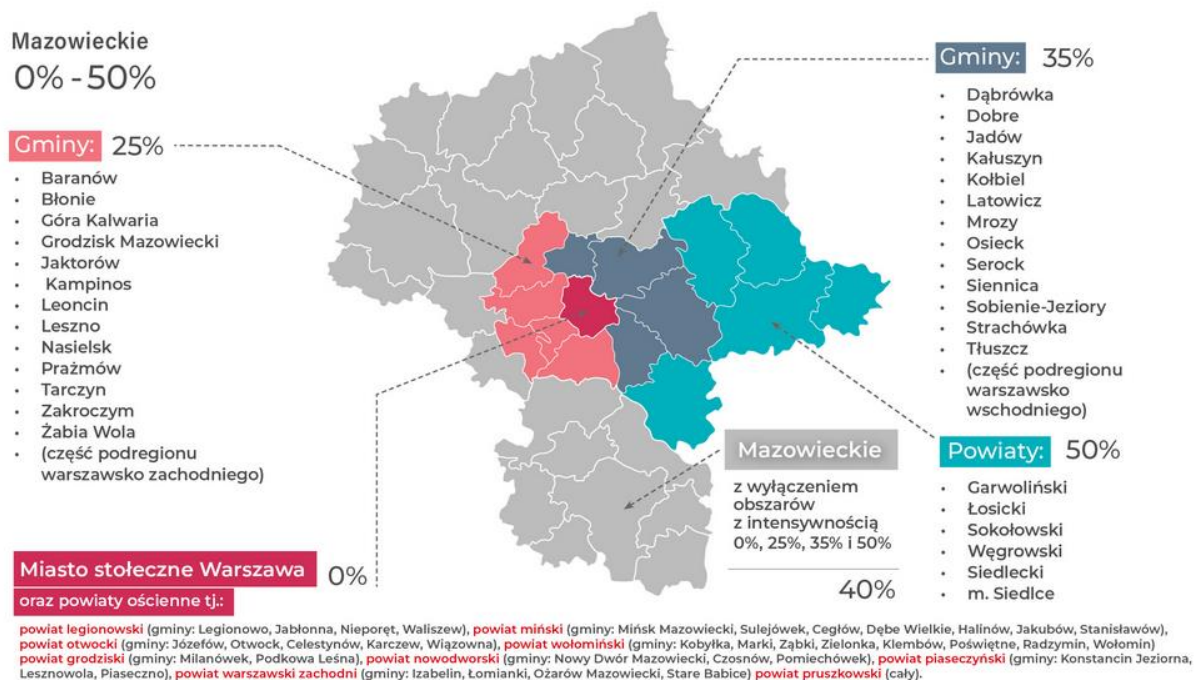 Mazowieckie
0% - 50%
Gminy: 25%
• Baranów
• Błonie
• Góra Kalwaria
• Grodzisk Mazowiecki
• Jaktorów
• Kampinos
• Leoncin
• Leszno
• Nasielsk
• Prażmów
• Tarczyn
• Zakroczym
• Żabia Wola
• (część podregionu
warszawsko zachodniego)
Gminy: 35%
• Dąbrówka
• Dobre
• Jadów
• Kałuszyn
• Kołbiel
• Latowicz
• Mrozy
• Osieck
• Serock
• Siennica
• Sobienie-Jeziory
• Strachówka
• Tłuszcz
• (część podregionu
warszawsko
wschodniego)
Mazowieckie
z wyłączeniem
obszarów
z intensywnością
0%, 25%, 35% i 50%
40%
Powiaty: 50%
• Garwoliński
• Łosicki
• Sokołowski
• Węgrowski
• Siedlecki
• m. Siedlce
Miasto stołeczne Warszawa 0%
oraz powiaty ościenne tj.:
powiat legionowski (gminy: Legionowo, Jabłonna, Nieporęt, Waliszew), powiat miński (gminy: Mińsk Mazowiecki, Sulejówek, Cegłów, Dębe Wielkie, Halinów, Jakubów, Stanisławów),
powiat otwocki (gminy: Józefów, Otwock, Celestynów, Karczew, Wiązowna), powiat wołomiński (gminy: Kobyłka, Marki, Ząbki, Zielonka, Klembów, Poświętne, Radzymin, Wołomin)
powiat grodziski (gminy: Milanówek, Podkowa Leśna), powiat nowodworski (gminy: Nowy Dwór Mazowiecki, Czosnów, Pomiechówek), powiat piaseczyński (gminy: Konstancin Jeziorna,
Lesznowola, Piaseczno), powiat warszawski zachodni (gminy: Izabelin, Łomianki, Ożarów Mazowiecki, Stare Babice) powiat pruszkowski (cały).